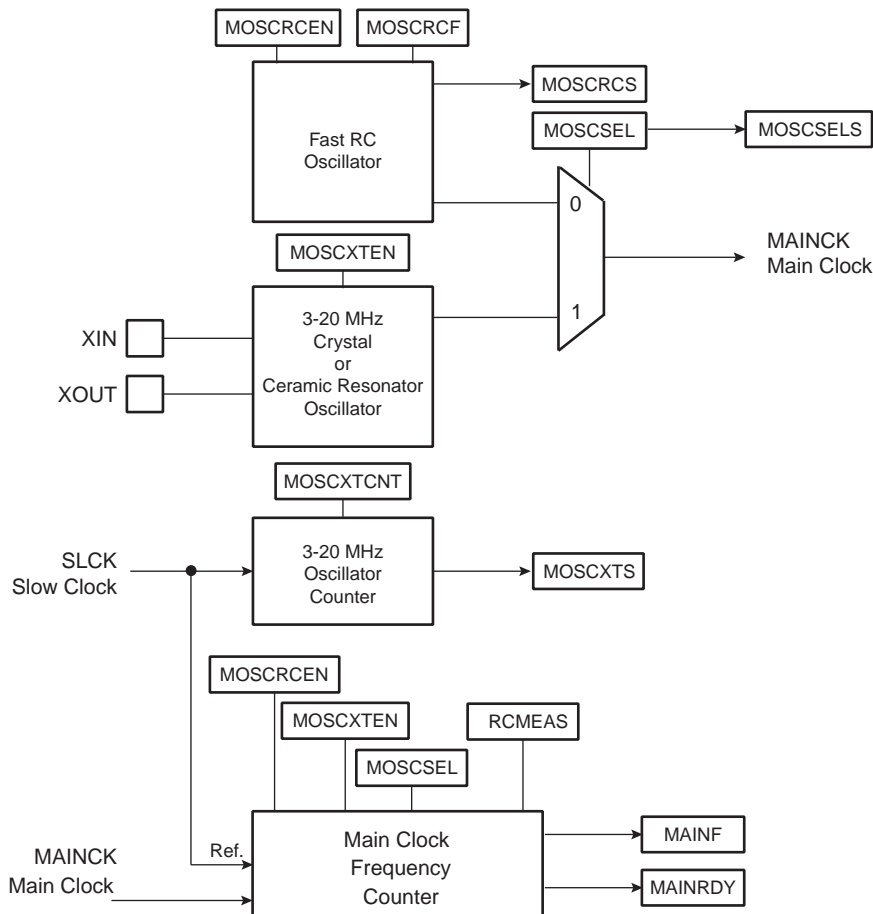 MOSCRCEN
MOSCRCF
Fast RC
Oscillator
MOSCRCS
MOSCSEL
MOSCSELS
0
1
MAINCK
Main Clock
MOSCXTEN
XIN
XOUT
3-20 MHz
Crystal
or
Ceramic Resonator
Oscillator
MOSCXTCNT
SLCK
Slow Clock
3-20 MHz
Oscillator
Counter
MOSCXTS
MOSCRCEN
MOSCXTEN
MOSCSEL
RCMEAS
MAINCK
Main Clock
Ref.
Main Clock
Frequency
Counter
MAINF
MAINRDY